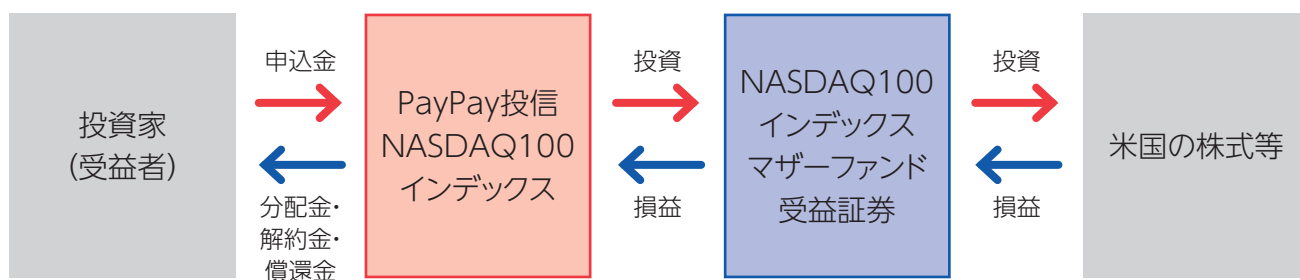 投資家
(受益者)
申込金
分配金・
解約金・
償還金
PayPay投信
NASDAQ100
インデックス
投資
損益
NASDAQ100
インデックス
マザーファンド
受益証券
投資
損益
米国の株式等